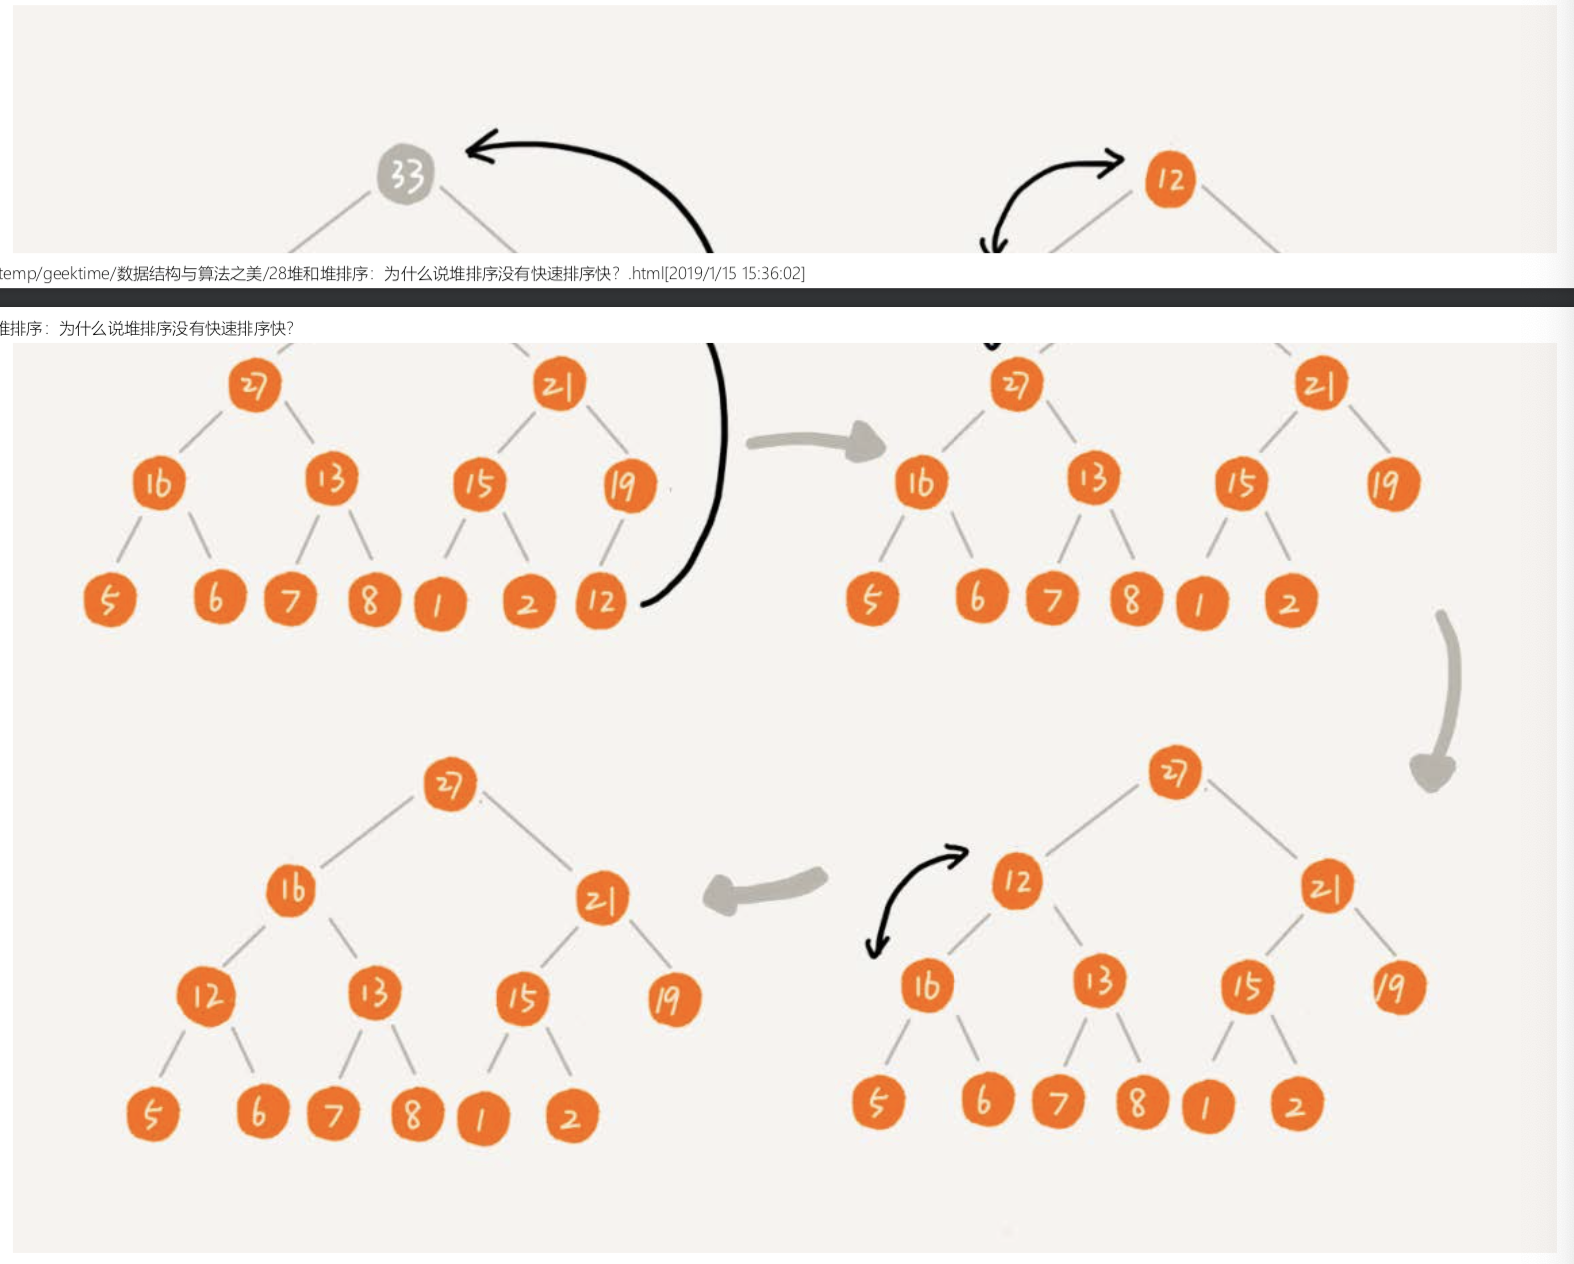 33
12
temp/geektime/数据结构与算法之美/28堆和堆排序：为什么说堆排序没有快速排序快？.html[2019/1/15 15:36:02]
堆排序：为什么说堆排序没有快速排序快？
27 21 27 21
16 13 15 19 16 13 15 19
5 6 7 8 1 2 12 5 6 7 8 1 2
27 27
16 21 12 21
12 13 15 19 16 13 15 19
5 6 7 8 1 2 5 6 7 8 1 2